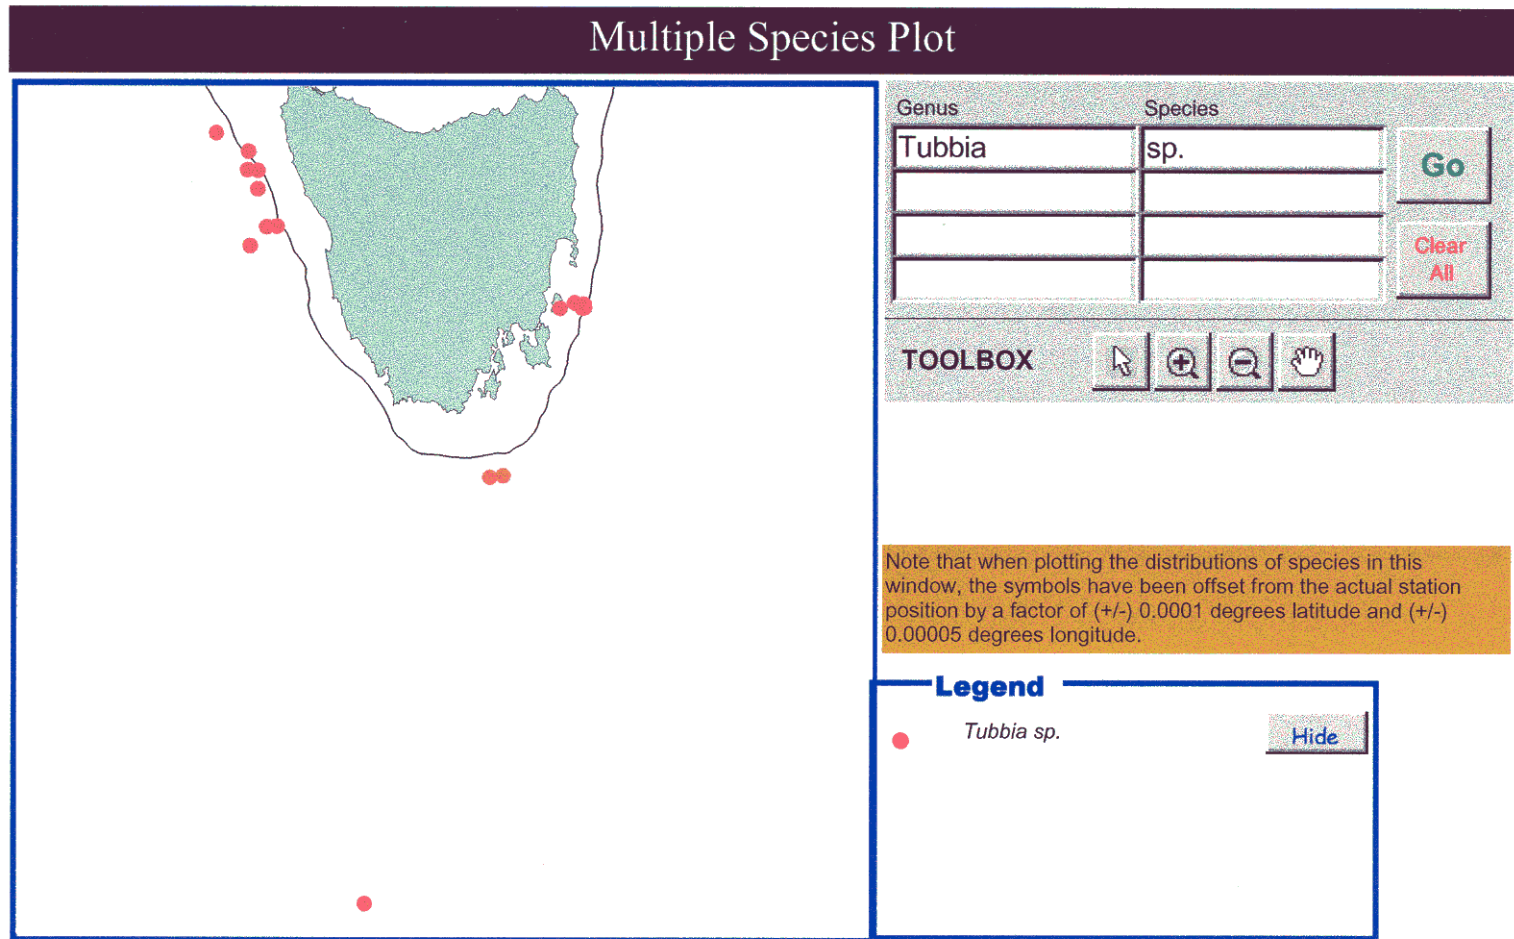 Multiple Species Plot
Genus Species
Tubbia sp.
Go
Clear
All
TOOLBOX
Note that when plotting the distributions of species in this
window, the symbols have been offset from the actual station
position by a factor of (+/-) 0.0001 degrees latitude and (+/-)
0.00005 degrees longitude.
Legend
Tubbia sp.
Hide